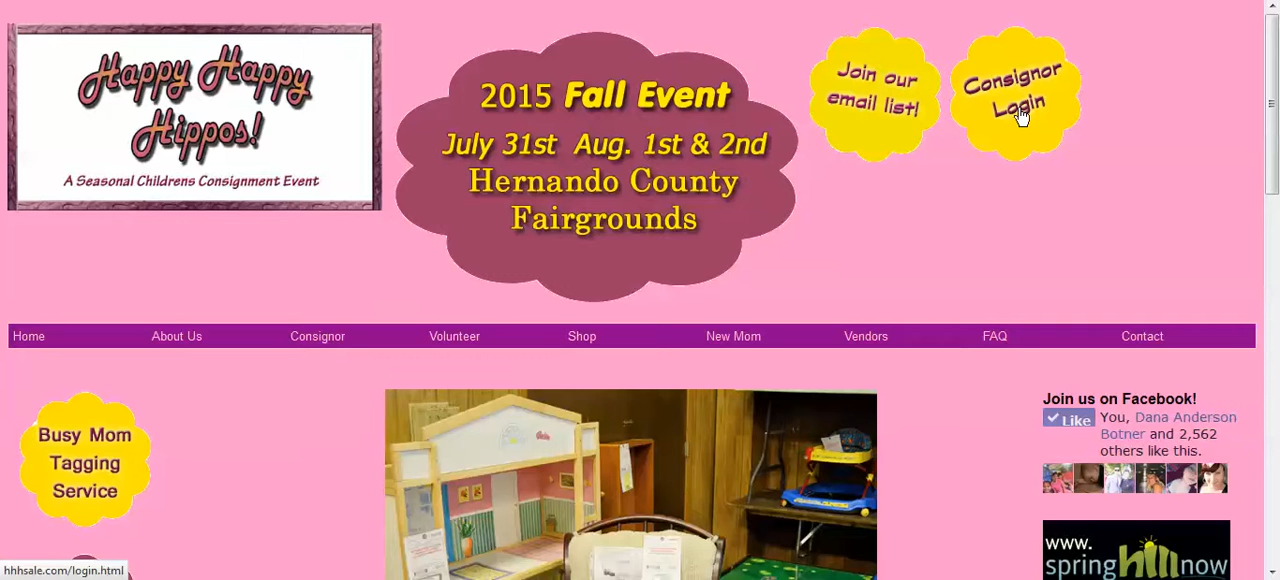 Happy Happy
Hippos!
A Seasonal Childrens Consignment Event
2015 Fall Event
July 31st Aug. 1st & 2nd
Hernando County
Fairgrounds
Join our
email list!
Consignor
Login
Home About Us Consignor Volunteer Shop New Mom Vendors FAQ Contact
Busy Mom
Tagging
Service
Join us on Facebook!
Like You, Dana Anderson
Botner and 2,562
others like this.
www.
springhillnow
hhhsale.com/login.html